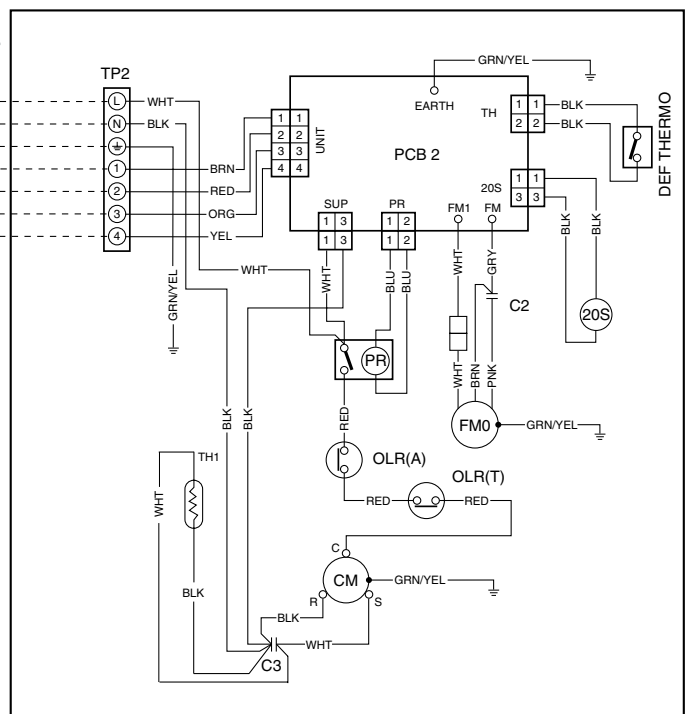 GRN/YEL
TP2
L WHT
EARTH
TH 1 1 BLK
2 2 BLK
N BLK
1 1
2 2
3 3
4 4
UNIT
PCB 2
DEF THERMO
1 BRN
2 RED
3 ORG
4 YEL
20S 1 1
3 3
SUP
1 3
1 3
PR
1 2
1 2
FM1 FM
WHT
WHT
BLU
BLU
WHT
GRY
BLK
BLK
GRN/YEL
C2
20S
PR
WHT
BRN
PNK
BLK
BLK
RED
FM0 GRN/YEL
TH1
OLR(A)
OLR(T)
WHT
RED RED
C
CM GRN/YEL
BLK
R S
BLK
WHT
C3